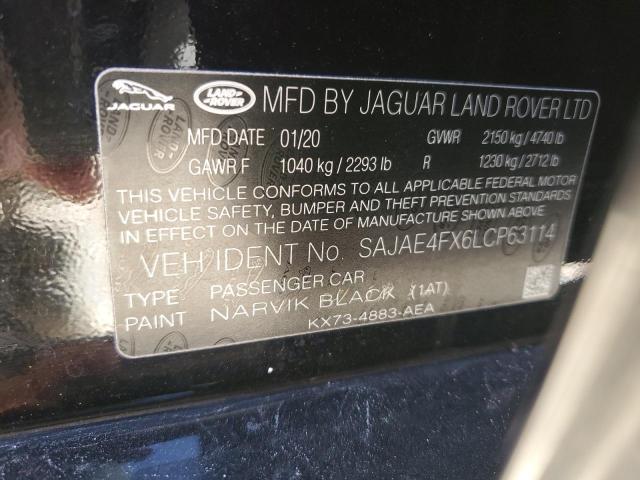 JAGUAR LAND ROVER MFD BY JAGUAR LAND ROVER LTD
MFD DATE 01/20 GVWR 2150 kg / 4740 lb
GAWR F 1040 kg / 2293 lb R 1230 kg / 2712 lb
THIS VEHICLE CONFORMS TO ALL APPLICABLE FEDERAL MOTOR
VEHICLE SAFETY, BUMPER AND THEFT PREVENTION STANDARDS
IN EFFECT ON THE DATE OF MANUFACTURE SHOWN ABOVE
VEH IDENT No. SAJAE4FX6LCP63114
TYPE PASSENGER CAR
PAINT NARVIK BLACK (1AT)
KX73-4883-AEA